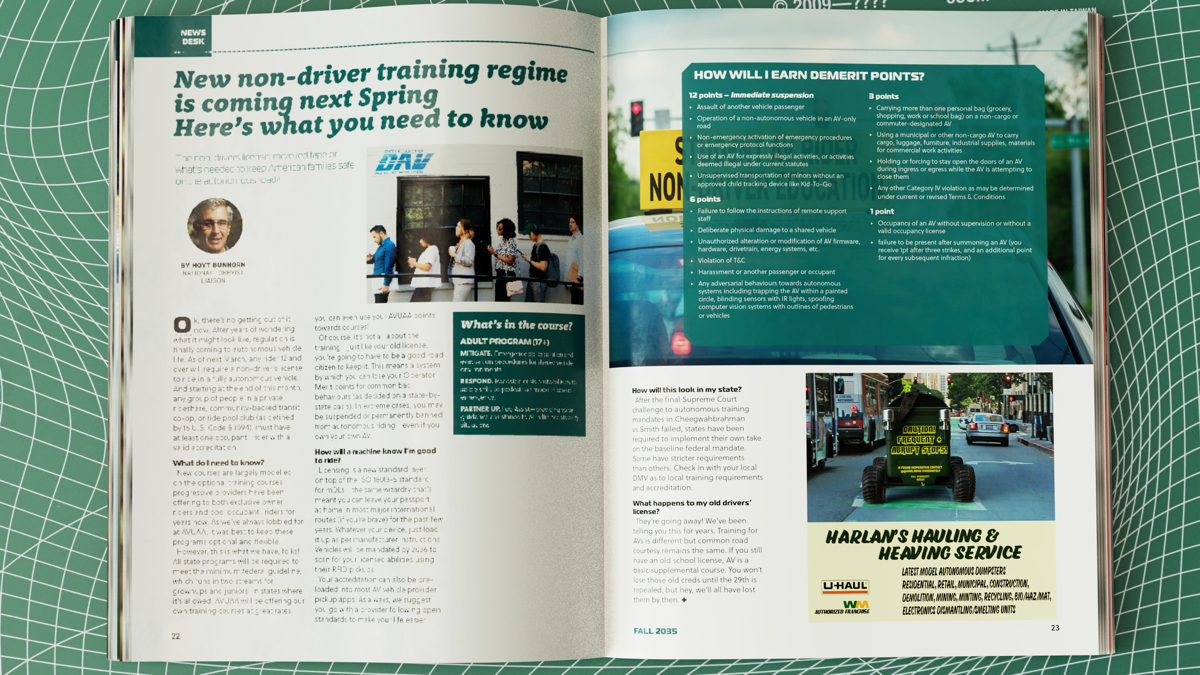 © 2009—????
MADE IN TAIWAN
NEWS
DESK
New non-driver training regime
is coming next Spring
Here's what you need to know
what's needed to keep American families safe
DAV
BY HOYT BUNHORN
LIAISON
Ok, there's no getting out of it
now. After years of wondering
what it might look like, regulation is
finally coming to autonomous vehicle
life. As of next March, any rider 12 and
over will require a non-driver's license
to ride in a fully autonomous vehicle.
And starting at the end of this month,
any group of people in a private
rideshare, community-backed transit
co-op, or ride pool club (as defined
by its U.S. Code § must have
at least one occupant rider with a
valid accreditation.
What do I need to know?
New courses are largely modelled
on the optional training courses
progressive providers have been
offering to both exclusive owner
riders and pool occupant riders for
years now. As we've always lobbied for
at AVUAA, it was best to keep these
programs optional and flexible.
However, this is what we have, folks!
All state programs will be required to
meet the minimum federal guideline,
which runs in two streams for
grownups and juniors in states where
it's allowed. AVUAA will be offering our
own training courses at great rates
you can even use your AVUAA points
towards courses!
Of course, it's not all about the
training. Just like your old license,
you're going to have to be a good road
citizen to keep it. This means a system
by which you can lose your Operator
Merit points for common bad
behaviours (as decided on a state-by-
state basis). In extreme cases, you may
be suspended or permanently banned
from autonomous riding even if you
own your own AV.
How will a machine know I'm good
to ride?
Licensing is a new standard layer
on top of the ISO standard
for mDLs the same wizardry that's
meant you can leave your passport
at home in most major international
routes (if you're brave) for the past few
years. Whatever your device, just load
it up as per manufacturer instructions.
Vehicles will be mandated by 2036 to
scan for your licensed abilities using
their RFID pickups.
Your accreditation can also be pre-
loaded into most AV vehicle provider
pickup apps. As always, we suggest
you go with a provider following open
standards to make your life easier
What's in the course?
ADULT PROGRAM (17+)
MITIGATE.
RESPOND.
PARTNER UP.
22
HOW WILL I EARN DEMERIT POINTS?
12 points – Immediate suspension
• Assault of another vehicle passenger
• Operation of a non-autonomous vehicle in an AV-only
road
• Non-emergency activation of emergency procedures
or emergency protocol functions
• Use of an AV for expressly illegal activities, or activities
deemed illegal under current statutes
• Unsupervised transportation of minors without an
approved child tracking device like Kid-To-Go
6 points
• Failure to follow the instructions of remote support
staff
• Deliberate physical damage to a shared vehicle
• Unauthorized alteration or modification of AV firmware,
hardware, drivetrain, energy systems, etc.
• Violation of T&C
• Harassment or another passenger or occupant
• Any adversarial behaviours towards autonomous
systems including trapping the AV within a painted
circle, blinding sensors with IR lights, spoofing
computer vision systems with outlines of pedestrians
or vehicles
3 points
• Carrying more than one personal bag (grocery,
shopping, work or school bag) on a non-cargo or
commuter-designated AV
• Using a municipal or other non-cargo AV to carry
cargo, luggage, furniture, industrial supplies, materials
for commercial work activities
• Holding or forcing to stay open the doors of an AV
during ingress or egress while the AV is attempting to
close them
• Any other Category IV violation as may be determined
under current or revised Terms & Conditions
1 point
• Occupancy of an AV without supervision or without a
valid occupancy license
• failure to be present after summoning an AV (you
receive 1pt after three strikes, and an additional point
for every subsequent infraction)
NON DRIVER EDUCATION
How will this look in my state?
After the final Supreme Court
challenge to autonomous training
mandates in Cheegwahbrahman
vs Smith failed, states have been
required to implement their own take
on the baseline federal mandate.
Some have stricter requirements
than others. Check in with your local
DMV as to local training requirements
and accreditation.
What happens to my old drivers'
license?
They're going away! We've been
telling you this for years. Training for
AVs is different but common road
courtesy remains the same. If you still
have an old school license, AV is a
basic supplemental course. You won't
lose those old creds until the 29th is
repealed, but hey, we'll all have lost
them by then. +
CAUTION!
FREQUENT +
ABRUPT STOPS!
HARLAN'S HAULING &
HEAVING SERVICE
LATEST MODEL AUTONOMOUS DUMPSTERS
RESIDENTIAL, RETAIL, MUNICIPAL, CONSTRUCTION,
DEMOLITION, MINING, MINTING, RECYCLING, BIO/HAZ/MAT,
ELECTRONICS DISMANTLING/SMELTING UNITS
U-HAUL
WM
AUTHORIZED FRANCHISE
FALL 2035
23